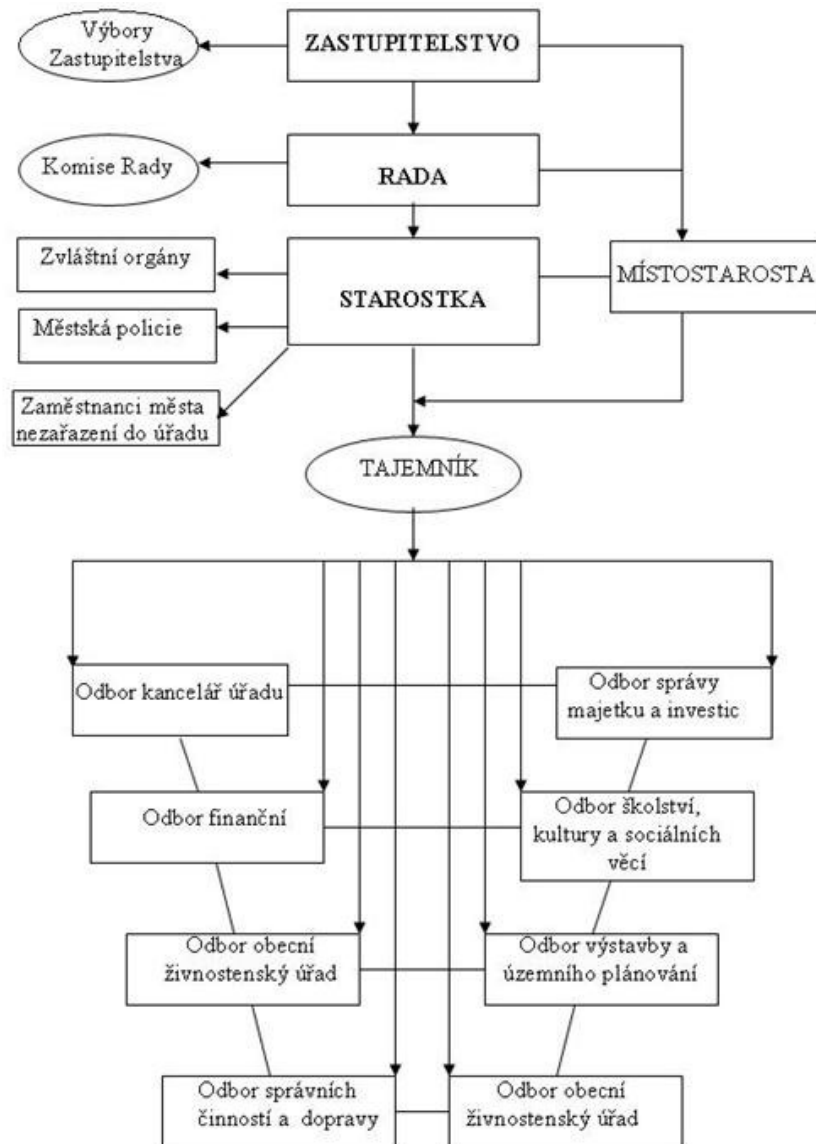 Výbory
Zastupitelstva
ZASTUPITELSTVO
Komise Rady
RADA
Zvláštní orgány
STAROSTKA
MÍSTOSTAROSTA
Městská policie
Zaměstnanci města
nezařazení do úřadu
TAJEMNÍK
Odbor kancelář úřadu
Odbor správy
majetku a investic
Odbor finanční
Odbor školství,
kultury a sociálních
věcí
Odbor obecní
živnostenský úřad
Odbor výstavby a
územního plánování
Odbor správních
činností a dopravy
Odbor obecní
živnostenský úřad